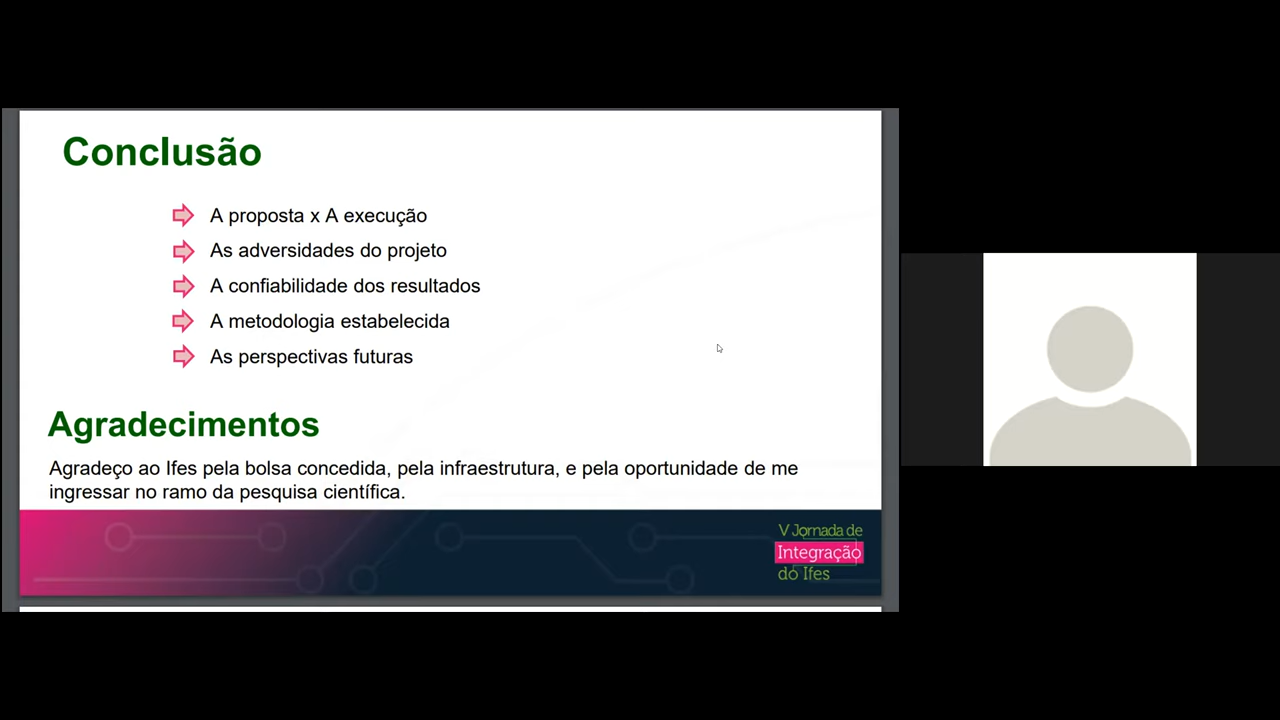 Conclusão
A proposta x A execução
As adversidades do projeto
A confiabilidade dos resultados
A metodologia estabelecida
As perspectivas futuras
Agradecimentos
Agradeço ao Ifes pela bolsa concedida, pela infraestrutura, e pela oportunidade de me
ingressar no ramo da pesquisa científica.
V Jornada de
Integração
do Ifes